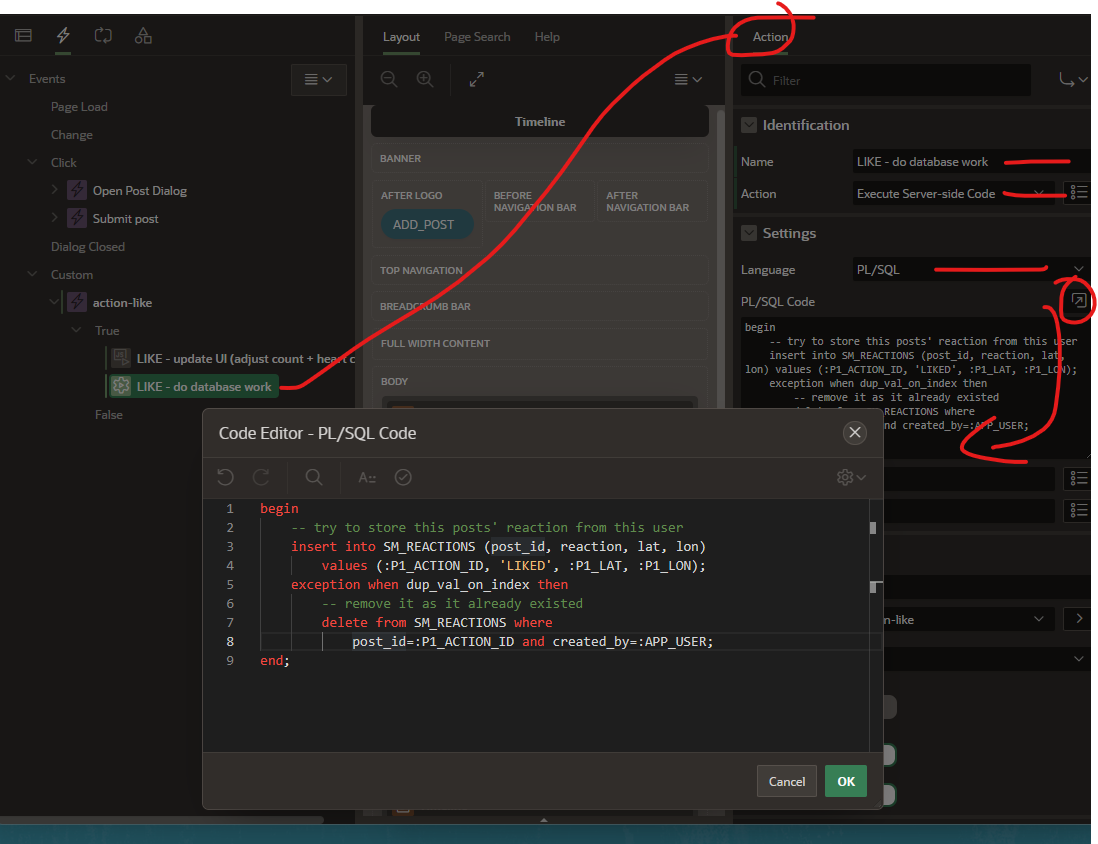 Layout Page Search Help
Action
Events
Page Load
Change
Click
Open Post Dialog
Submit post
Dialog Closed
Custom
action-like
True
LIKE - update UI (adjust count + heart c
LIKE - do database work
False
Timeline
BANNER
AFTER LOGO
ADD_POST
BEFORE
NAVIGATION BAR
AFTER
NAVIGATION BAR
TOP NAVIGATION
BREADCRUMB BAR
FULL WIDTH CONTENT
BODY
Filter
Identification
Name LIKE - do database work
Action Execute Server-side Code
Settings
Language PL/SQL
PL/SQL Code
begin
-- try to store this posts' reaction from this user
insert into SM_REACTIONS (post_id, reaction, lat,
lon) values (:P1_ACTION_ID, 'LIKED', :P1_LAT, :P1_LON);
exception when dup_val_on_index then
-- remove it as it already existed
REACTIONS where
nd created_by=:APP_USER;
n-like
Code Editor - PL/SQL Code
1 begin
2 -- try to store this posts' reaction from this user
3 insert into SM_REACTIONS (post_id, reaction, lat, lon)
4 values (:P1_ACTION_ID, 'LIKED', :P1_LAT, :P1_LON);
5 exception when dup_val_on_index then
6 -- remove it as it already existed
7 delete from SM_REACTIONS where
8 post_id=:P1_ACTION_ID and created_by=:APP_USER;
9 end;
Cancel OK